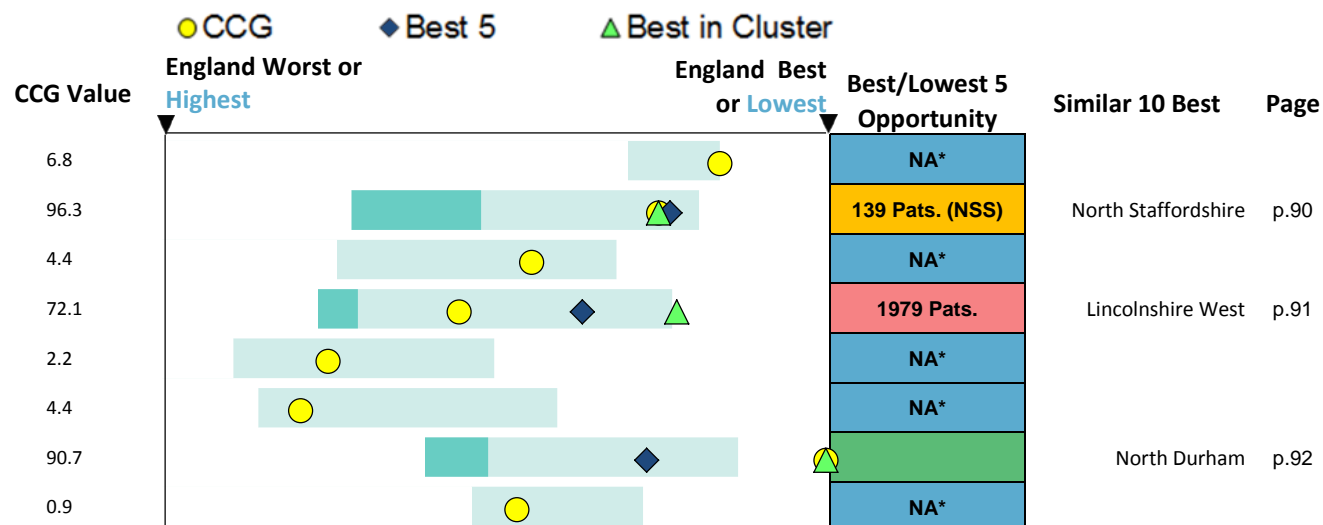 CCG Best 5 Best in Cluster
CCG Value
England Worst or
Highest
England Best
or Lowest
Best/Lowest 5
Opportunity
Similar 10 Best
Page
6.8 NA*
96.3 139 Pats. (NSS) North Staffordshire p.90
4.4 NA*
72.1 1979 Pats. Lincolnshire West p.91
2.2 NA*
4.4 NA*
90.7 North Durham p.92
0.9 NA*